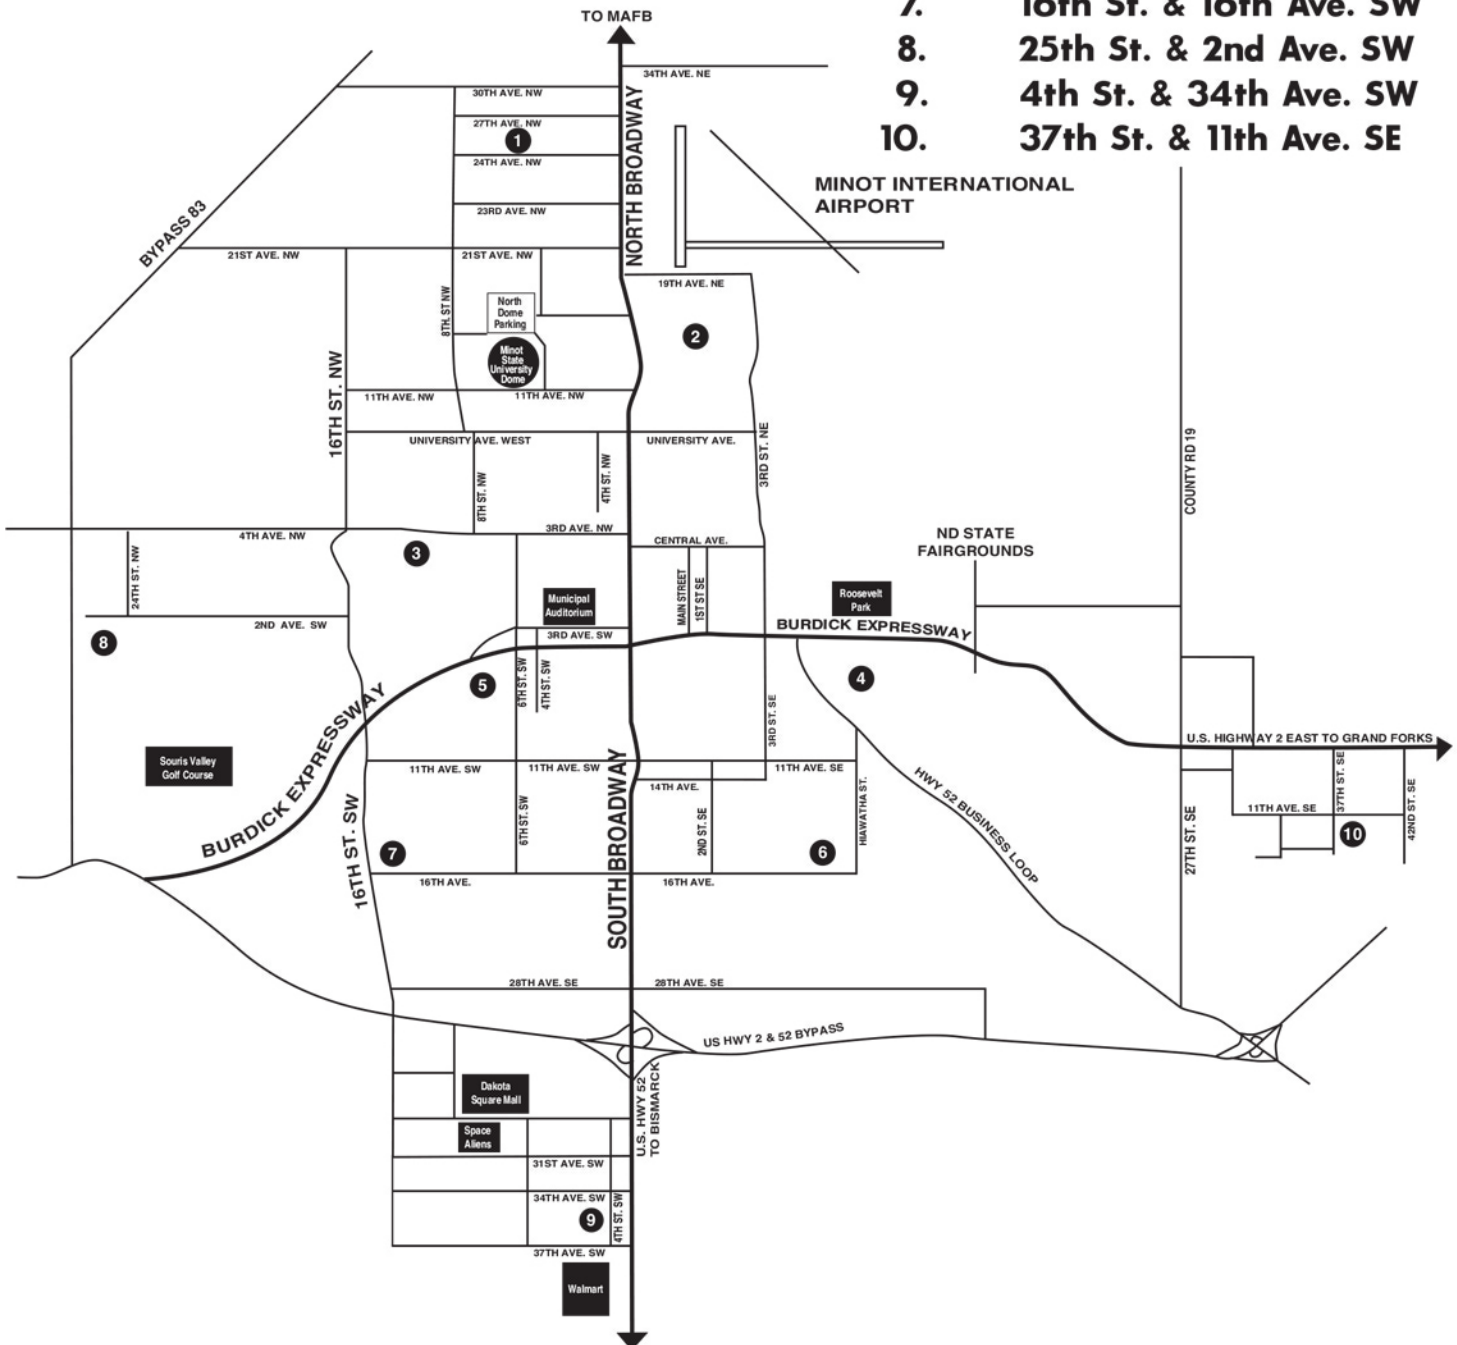 TO MAFB
7. 16th St. & 16th Ave. SW
8. 25th St. & 2nd Ave. SW
9. 4th St. & 34th Ave. SW
10. 37th St. & 11th Ave. SE
34TH AVE. NE
30TH AVE. NW
27TH AVE. NW
1
24TH AVE. NW
NORTH BROADWAY
MINOT INTERNATIONAL
AIRPORT
23RD AVE. NW
BYPASS 83
21ST AVE. NW
21ST AVE. NW
19TH AVE. NE
8TH. ST NW
North
Dome
Parking
2
Minot
State
University
Dome
16TH ST. NW
11TH AVE. NW
11TH AVE. NW
UNIVERSITY AVE. WEST
UNIVERSITY AVE.
3RD ST. NE
8TH ST. NW
4TH ST. NW
COUNTY RD 19
4TH AVE. NW
3RD AVE. NW
CENTRAL AVE.
ND STATE
FAIRGROUNDS
3
24TH ST. NW
MAIN STREET
1ST ST SE
Municipal
Auditorium
Roosevelt
Park
2ND AVE. SW
3RD AVE. SW
BURDICK EXPRESSWAY
8
5
6TH ST. SW
4TH ST. SW
4
3RD ST. SE
BURDICK EXPRESSWAY
U.S. HIGHWAY 2 EAST TO GRAND FORKS
Souris Valley
Golf Course
11TH AVE. SW
11TH AVE. SW
SOUTH BROADWAY
11TH AVE. SE
14TH AVE.
HWY 52 BUSINESS LOOP
37TH ST. SE
42ND ST. SE
11TH AVE. SE
16TH ST. SW
6TH ST. SW
2ND ST. SE
HIAWATHA ST.
27TH ST. SE
10
7
6
16TH AVE.
16TH AVE.
28TH AVE. SE
28TH AVE. SE
US HWY 2 & 52 BYPASS
Dakota
Square Mall
U.S. HWY 52
TO BISMARCK
Space
Aliens
31ST AVE. SW
34TH AVE. SW
9
4TH ST. SW
37TH AVE. SW
Walmart